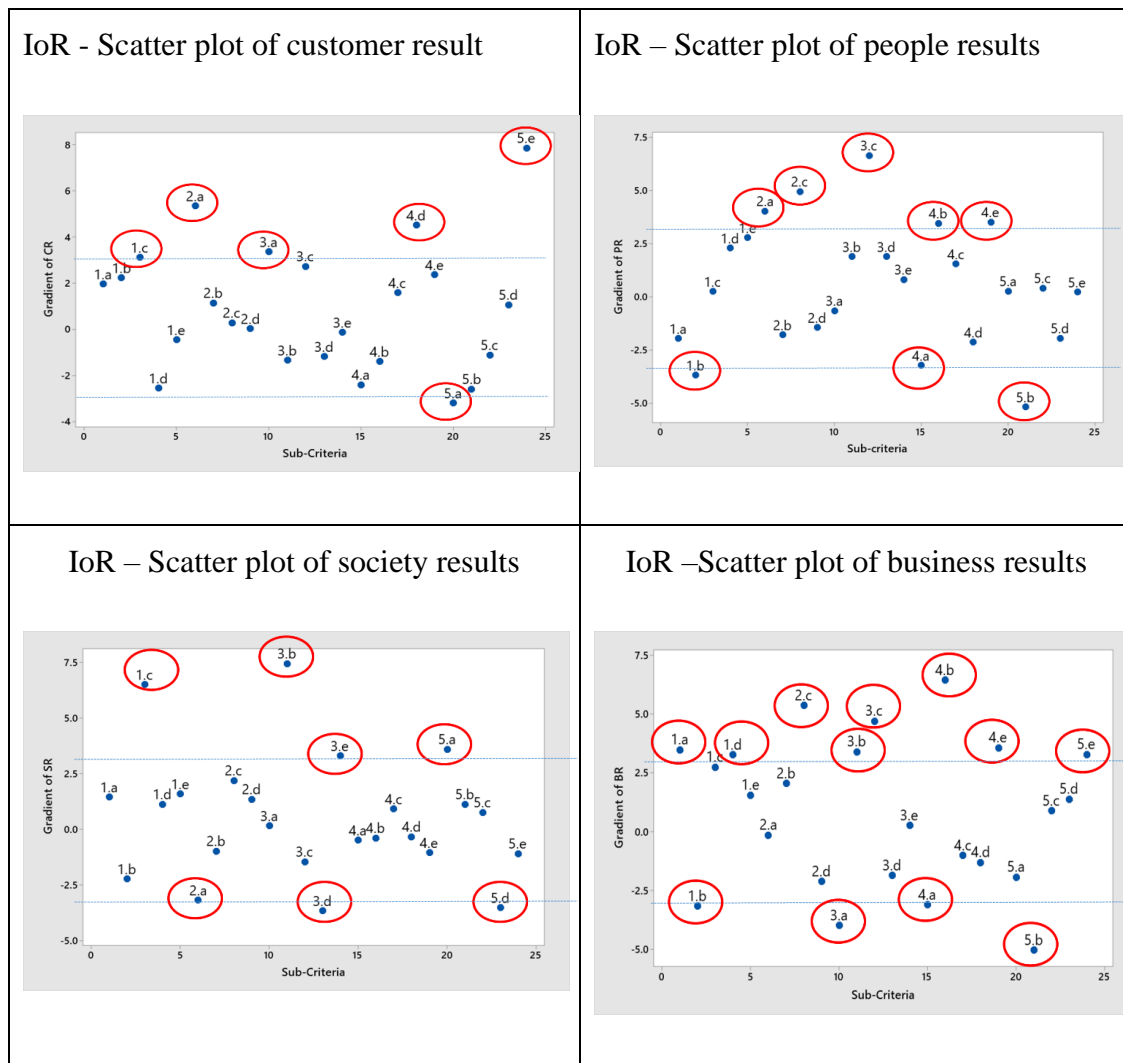 IoR - Scatter plot of customer result
8
6
4
2
0
-2
-4
Gradient of CR
1.a
1.b
1.c
1.d
1.e
2.a
2.b
2.c
2.d
3.a
3.b
3.c
3.d
3.e
4.a
4.b
4.c
4.d
4.e
5.a
5.b
5.c
5.d
5.e
0 5 10 15 20 25
Sub-Criteria
IoR – Scatter plot of people results
7.5
5.0
2.5
0.0
-2.5
-5.0
Gradient of PR
1.a
1.b
1.c
1.d
1.e
2.a
2.b
2.c
2.d
3.a
3.b
3.c
3.d
3.e
4.a
4.b
4.c
4.d
4.e
5.a
5.b
5.c
5.d
5.e
0 5 10 15 20 25
Sub-criteria
IoR – Scatter plot of society results
7.5
5.0
2.5
0.0
-2.5
-5.0
Gradient of SR
1.a
1.b
1.c
1.d
1.e
2.a
2.b
2.c
2.d
3.a
3.b
3.c
3.d
3.e
4.a
4.b
4.c
4.d
4.e
5.a
5.b
5.c
5.d
5.e
0 5 10 15 20 25
Sub-Criteria
IoR –Scatter plot of business results
7.5
5.0
2.5
0.0
-2.5
-5.0
Gradient of BR
1.a
1.b
1.c
1.d
1.e
2.a
2.b
2.c
2.d
3.a
3.b
3.c
3.d
3.e
4.a
4.b
4.c
4.d
4.e
5.a
5.b
5.c
5.d
5.e
0 5 10 15 20 25
Sub-Criteria